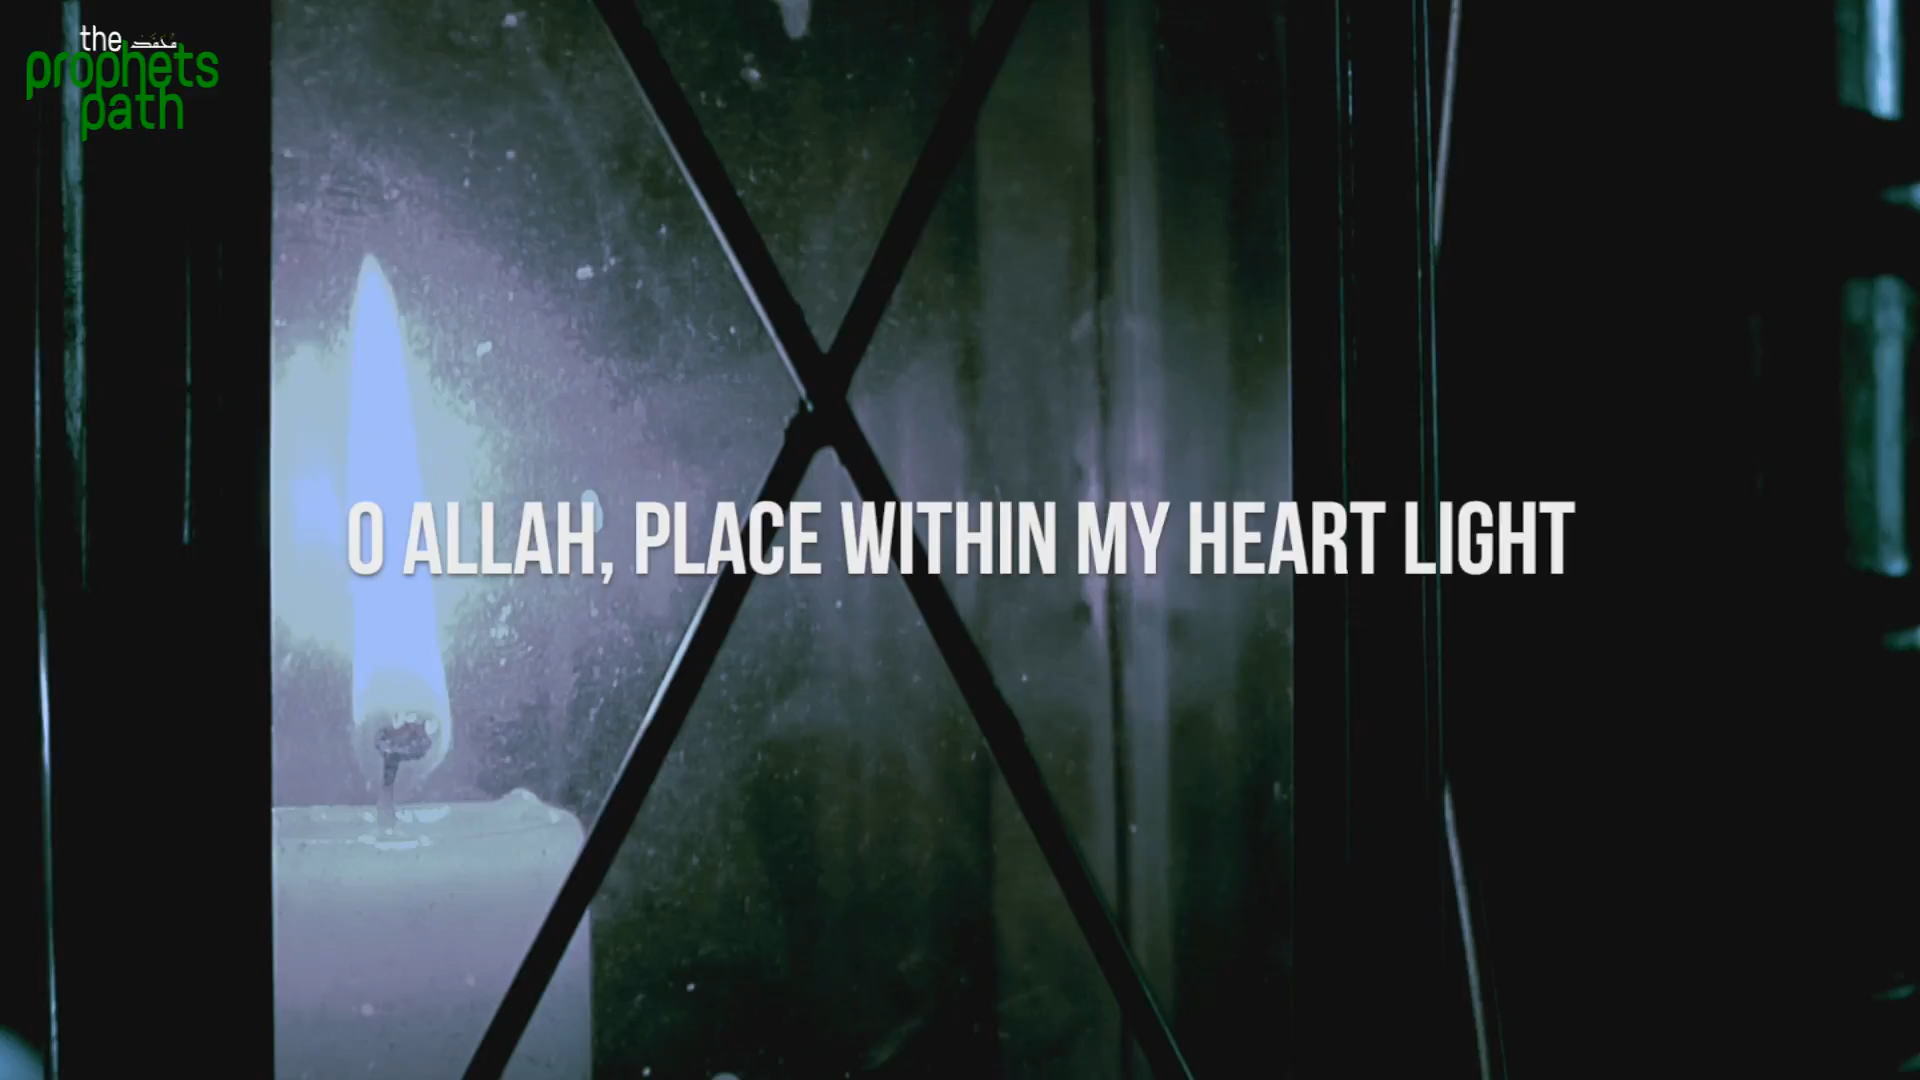 the مُحَمَّد
prophets
path
O ALLAH, PLACE WITHIN MY HEART LIGHT